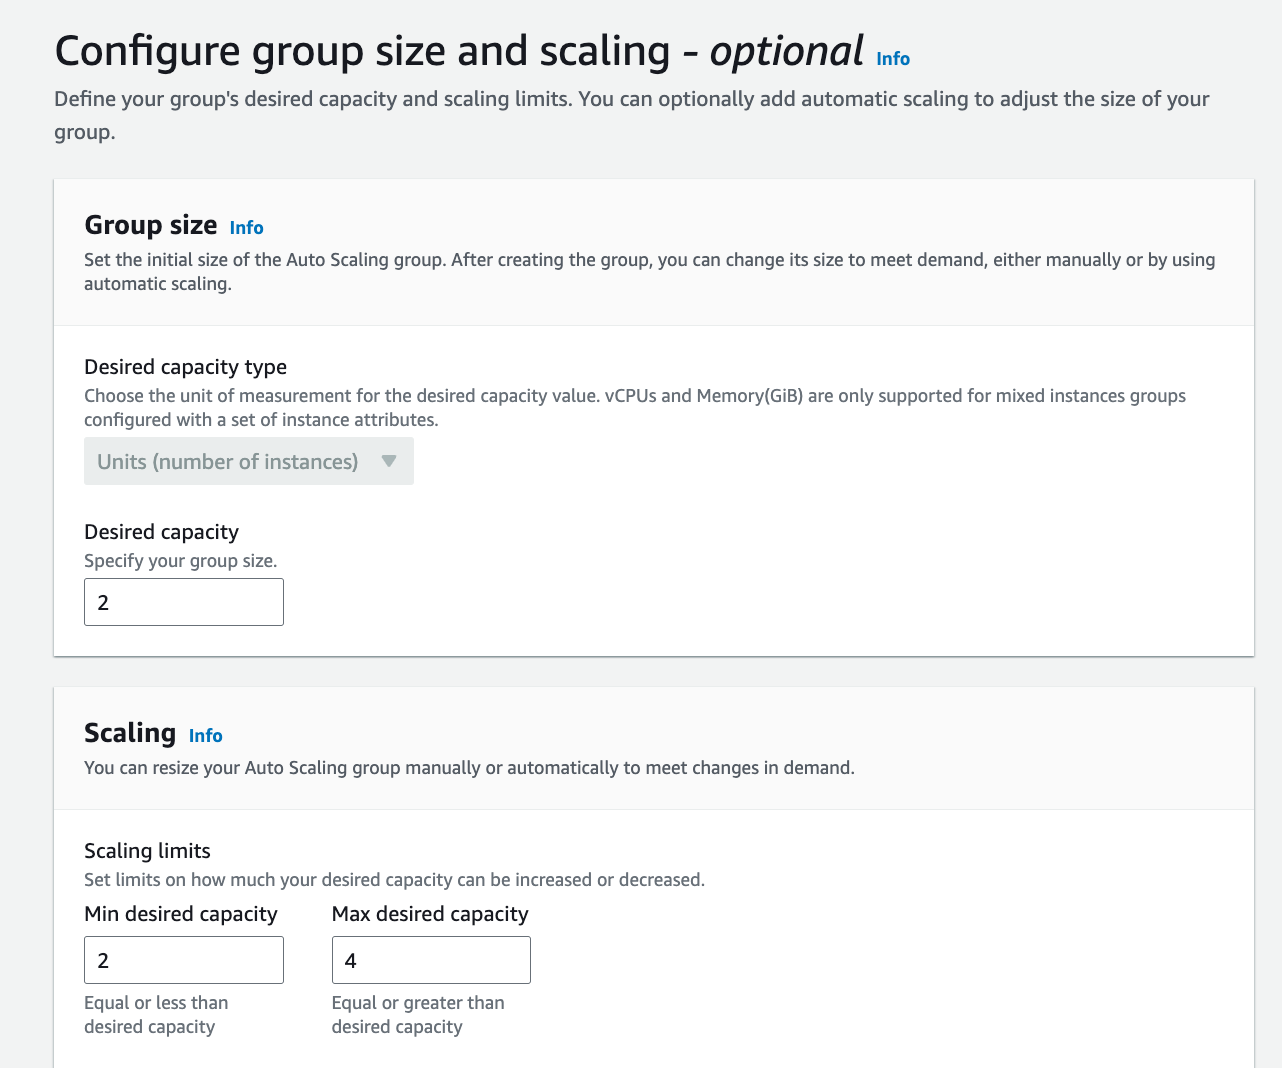 Configure group size and scaling - optional Info
Define your group's desired capacity and scaling limits. You can optionally add automatic scaling to adjust the size of your
group.
Group size Info
Set the initial size of the Auto Scaling group. After creating the group, you can change its size to meet demand, either manually or by using
automatic scaling.
Desired capacity type
Choose the unit of measurement for the desired capacity value. vCPUs and Memory(GiB) are only supported for mixed instances groups
configured with a set of instance attributes.
Units (number of instances)
Desired capacity
Specify your group size.
2
Scaling Info
You can resize your Auto Scaling group manually or automatically to meet changes in demand.
Scaling limits
Set limits on how much your desired capacity can be increased or decreased.
Min desired capacity Max desired capacity
2 4
Equal or less than Equal or greater than
desired capacity desired capacity